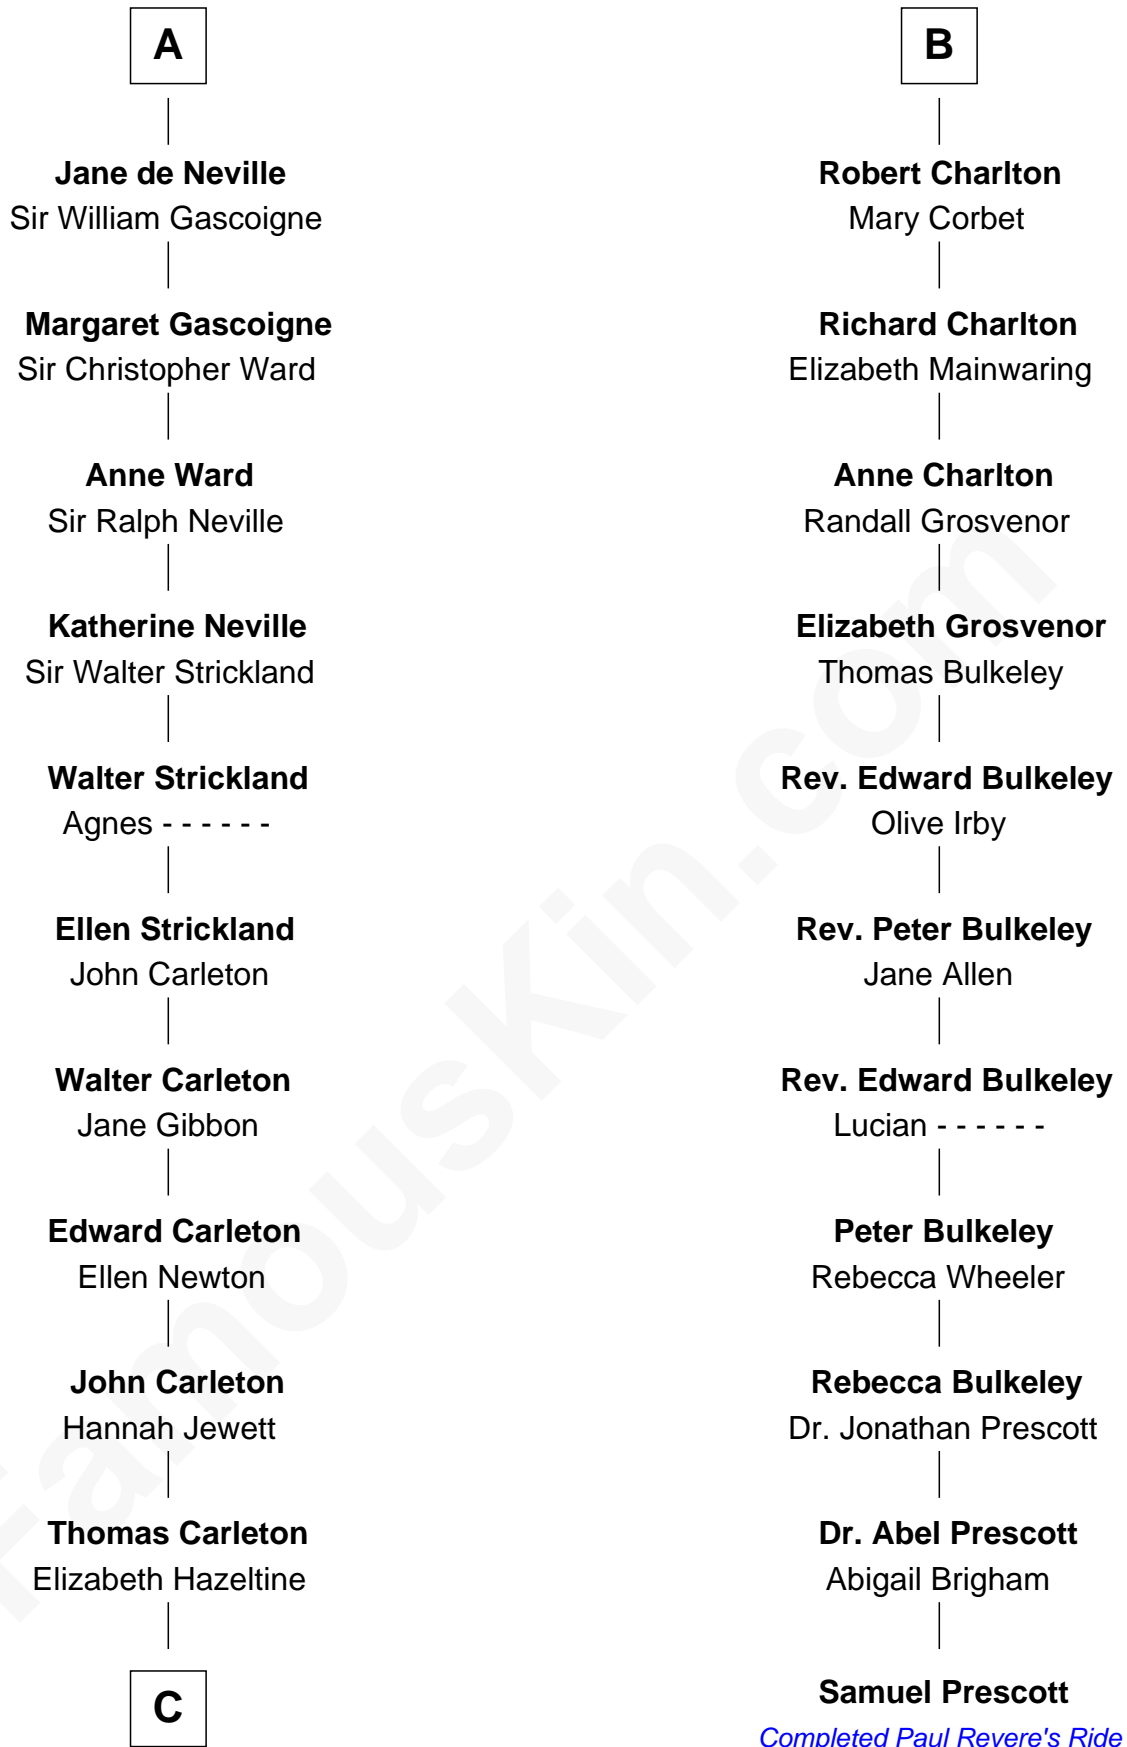 A
Jane de Neville
Sir William Gascoigne
Margaret Gascoigne
Sir Christopher Ward
Anne Ward
Sir Ralph Neville
Katherine Neville
Sir Walter Strickland
Walter Strickland
Agnes - - - - - -
Ellen Strickland
John Carleton
Walter Carleton
Jane Gibbon
Edward Carleton
Ellen Newton
John Carleton
Hannah Jewett
Thomas Carleton
Elizabeth Hazeltine
C
B
Robert Charlton
Mary Corbet
Richard Charlton
Elizabeth Mainwaring
Anne Charlton
Randall Grosvenor
Elizabeth Grosvenor
Thomas Bulkeley
Rev. Edward Bulkeley
Olive Irby
Rev. Peter Bulkeley
Jane Allen
Rev. Edward Bulkeley
Lucian - - - - - -
Peter Bulkeley
Rebecca Wheeler
Rebecca Bulkeley
Dr. Jonathan Prescott
Dr. Abel Prescott
Abigail Brigham
Samuel Prescott
Completed Paul Revere's Ride
FamousKin.com